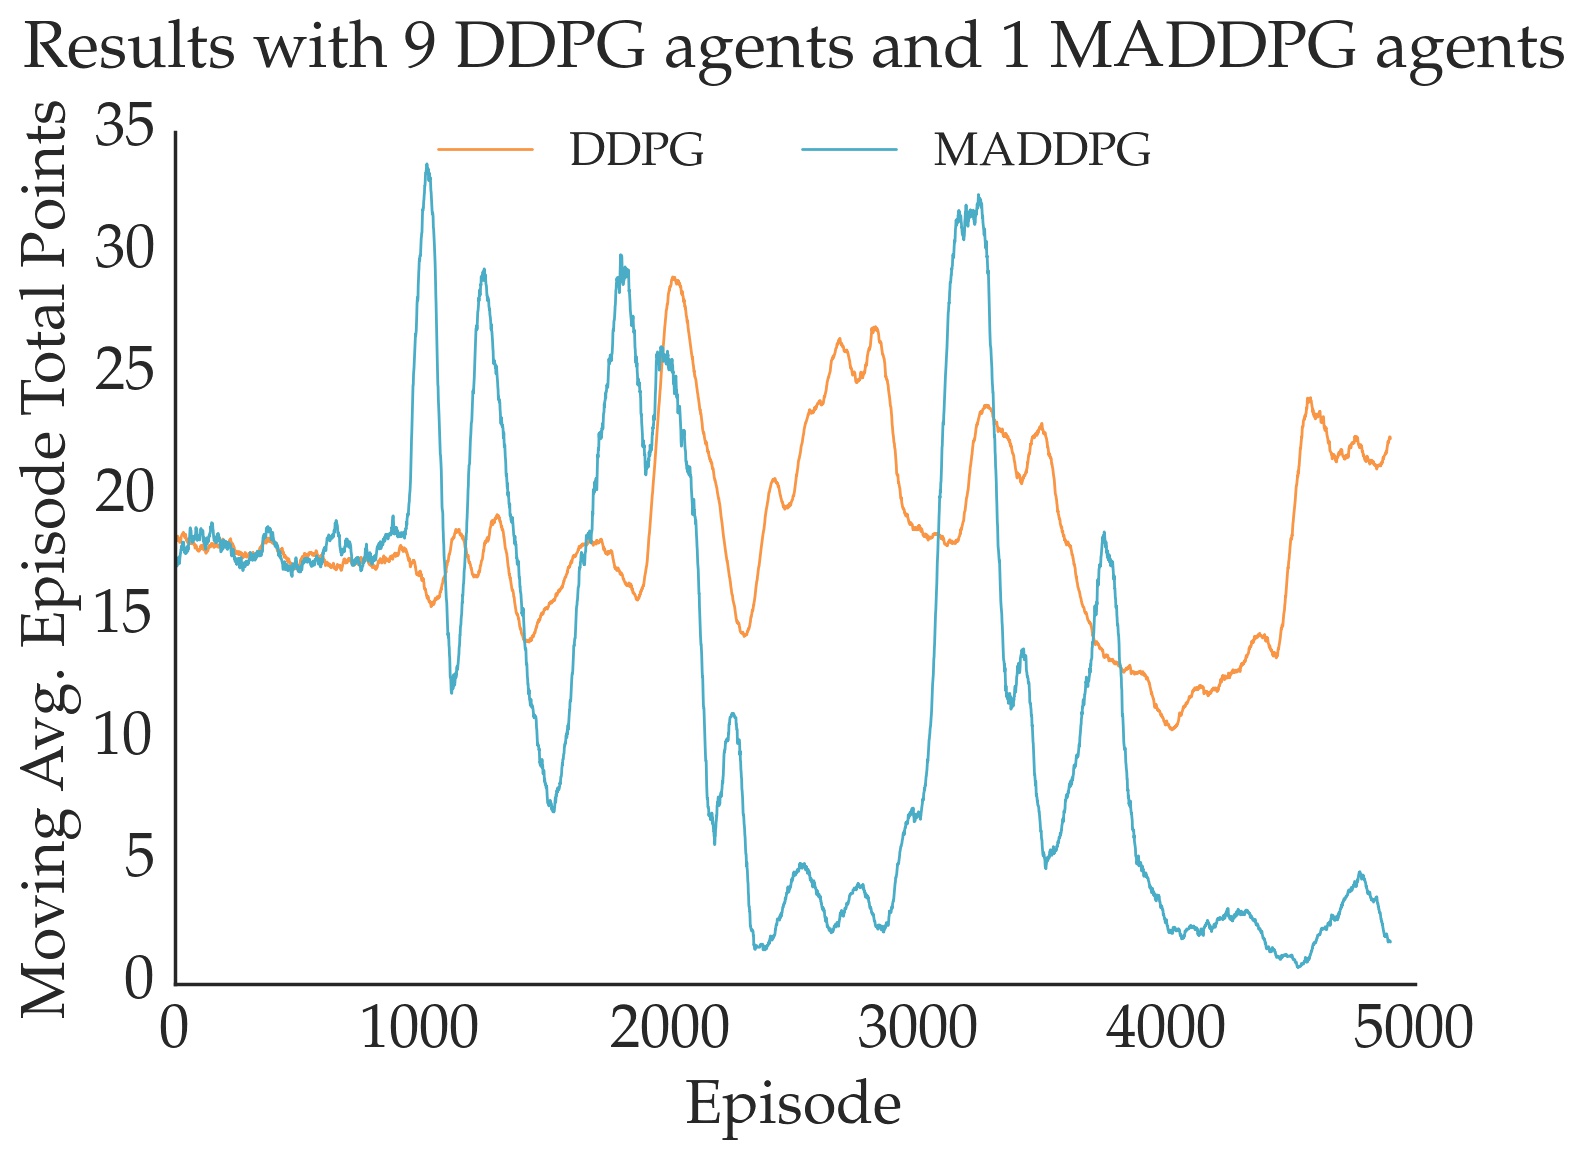 Results with 9 DDPG agents and 1 MADDPG agents
DDPG MADDPG
Moving Avg. Episode Total Points
35
30
25
20
15
10
5
0
0 1000 2000 3000 4000 5000
Episode